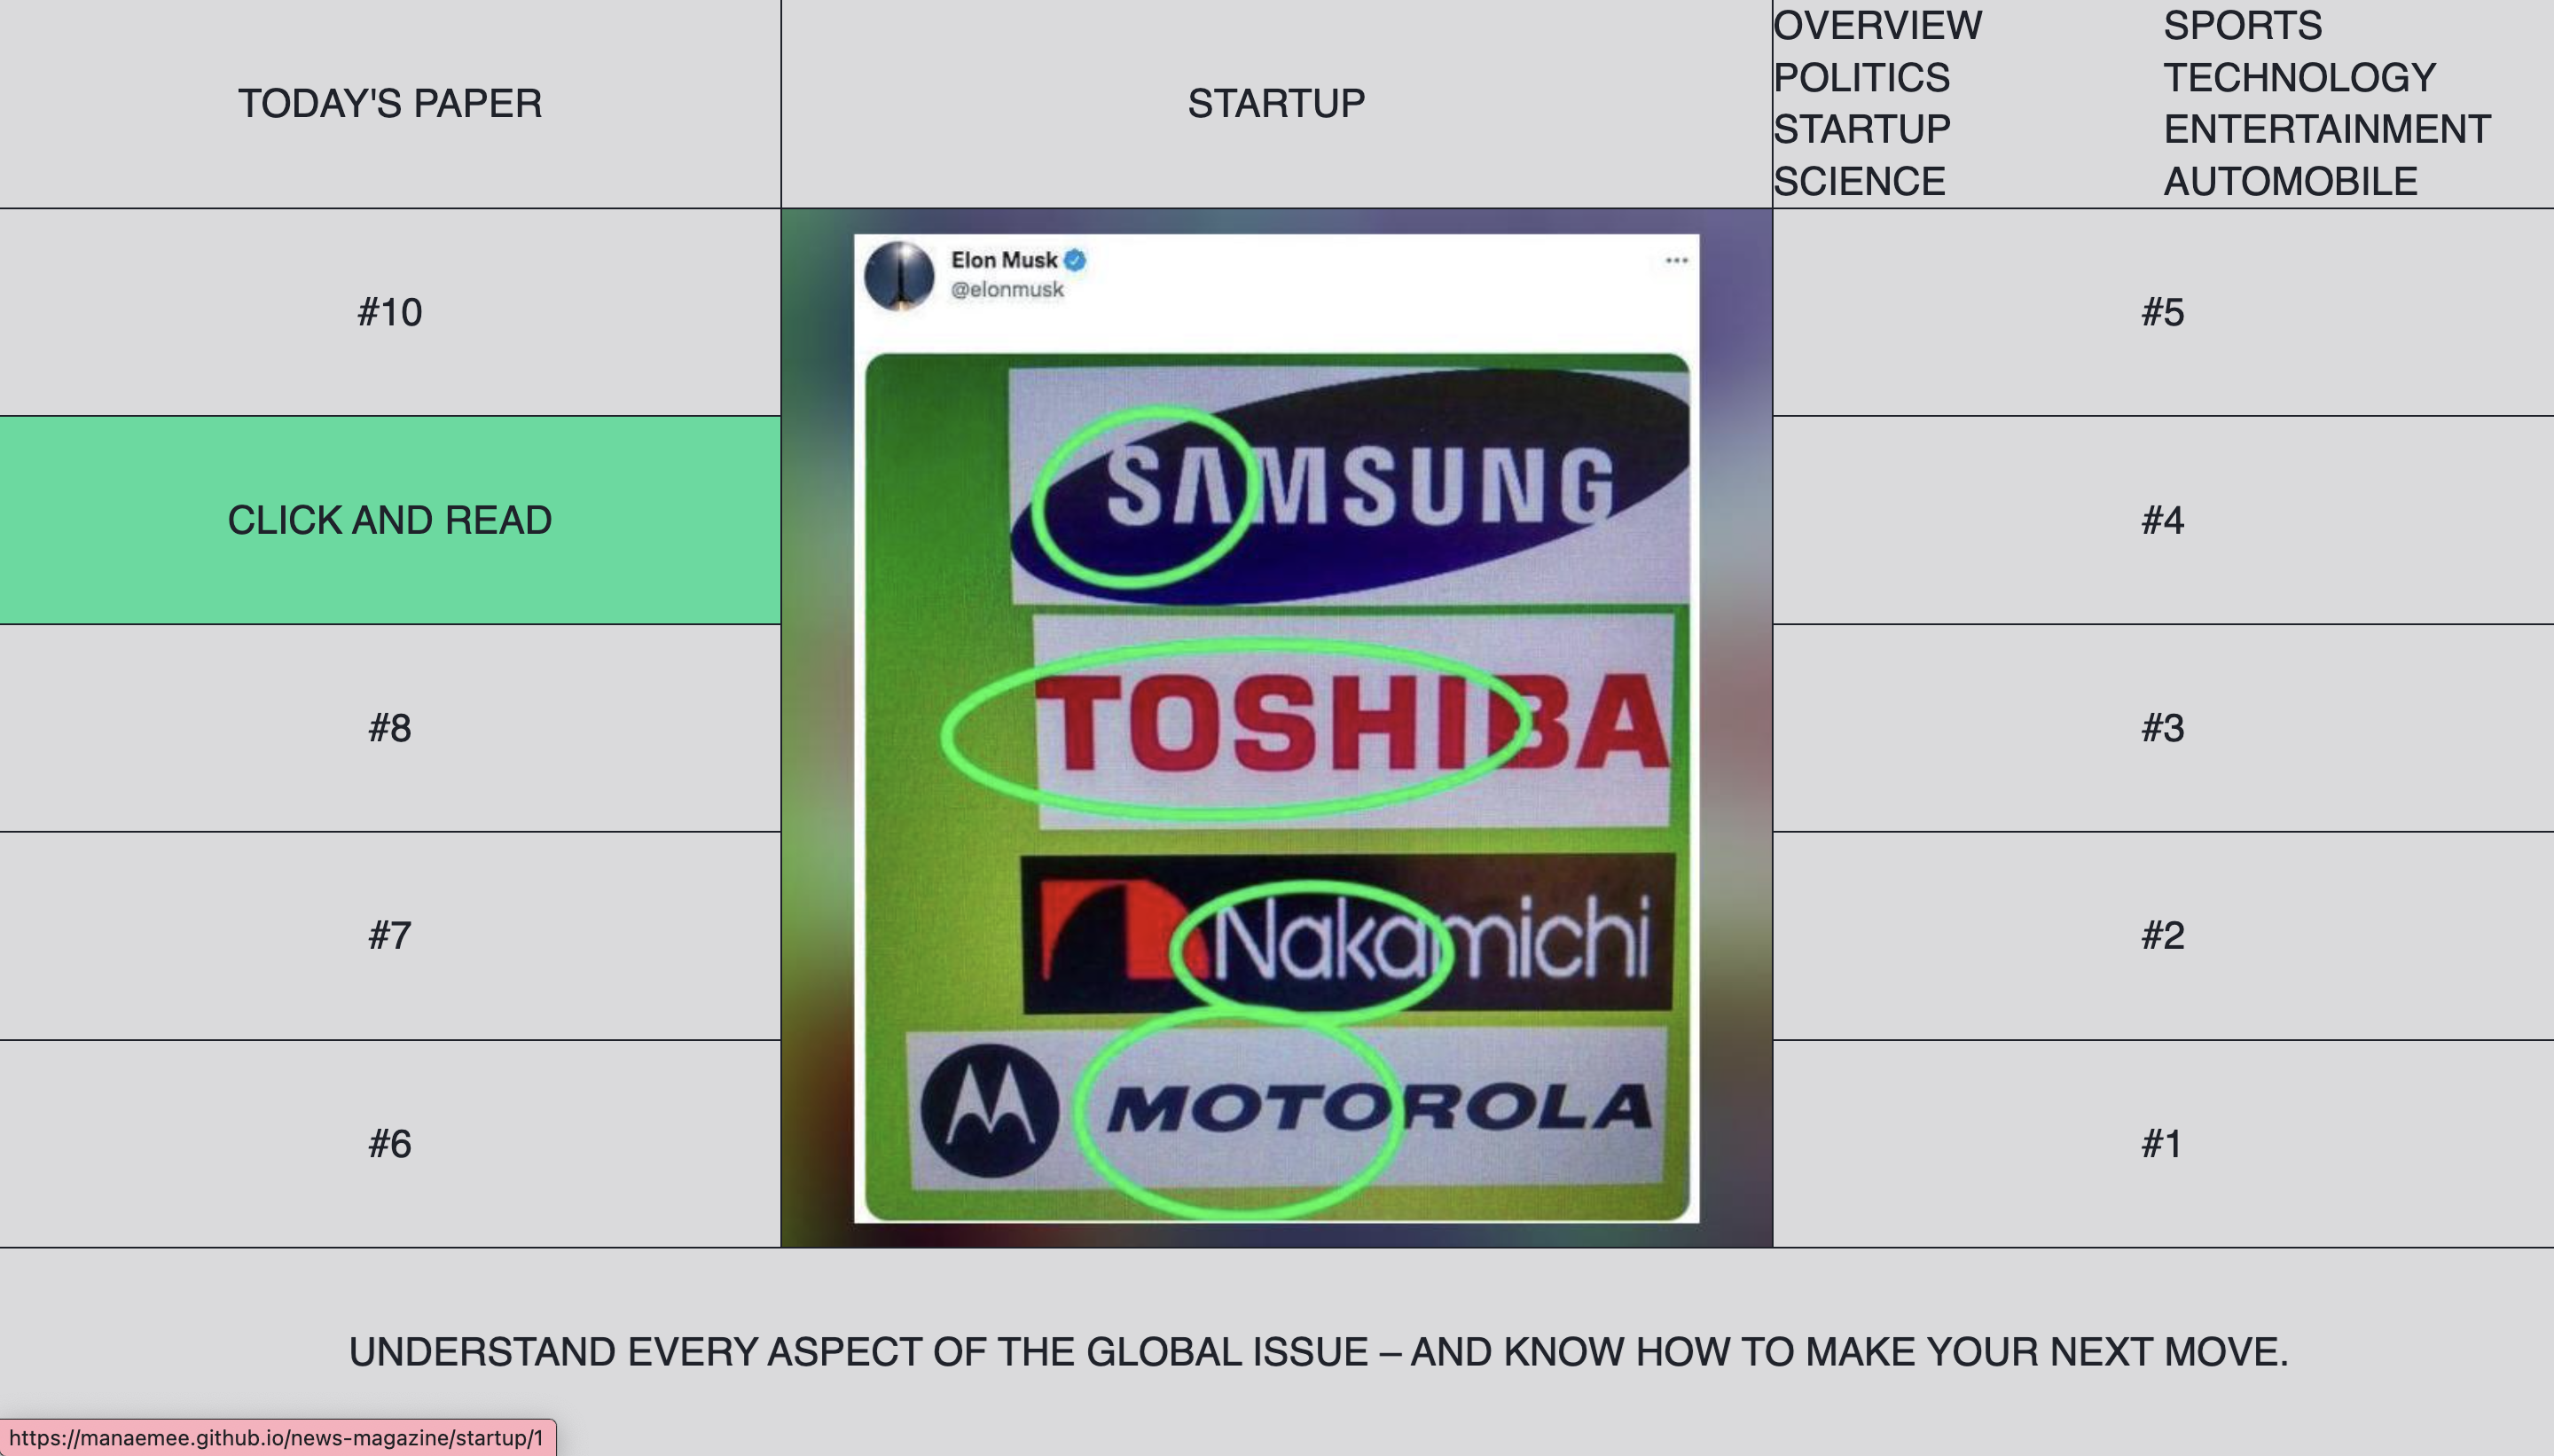 TODAY'S PAPER
STARTUP
OVERVIEW
POLITICS
STARTUP
SCIENCE
SPORTS
TECHNOLOGY
ENTERTAINMENT
AUTOMOBILE
#10
CLICK AND READ
#8
#7
#6
Elon Musk
@elonmusk
SAMSUNG
TOSHIBA
Nakamichi
MOTOROLA
#5
#4
#3
#2
#1
UNDERSTAND EVERY ASPECT OF THE GLOBAL ISSUE – AND KNOW HOW TO MAKE YOUR NEXT MOVE.
https://manaemee.github.io/news-magazine/startup/1